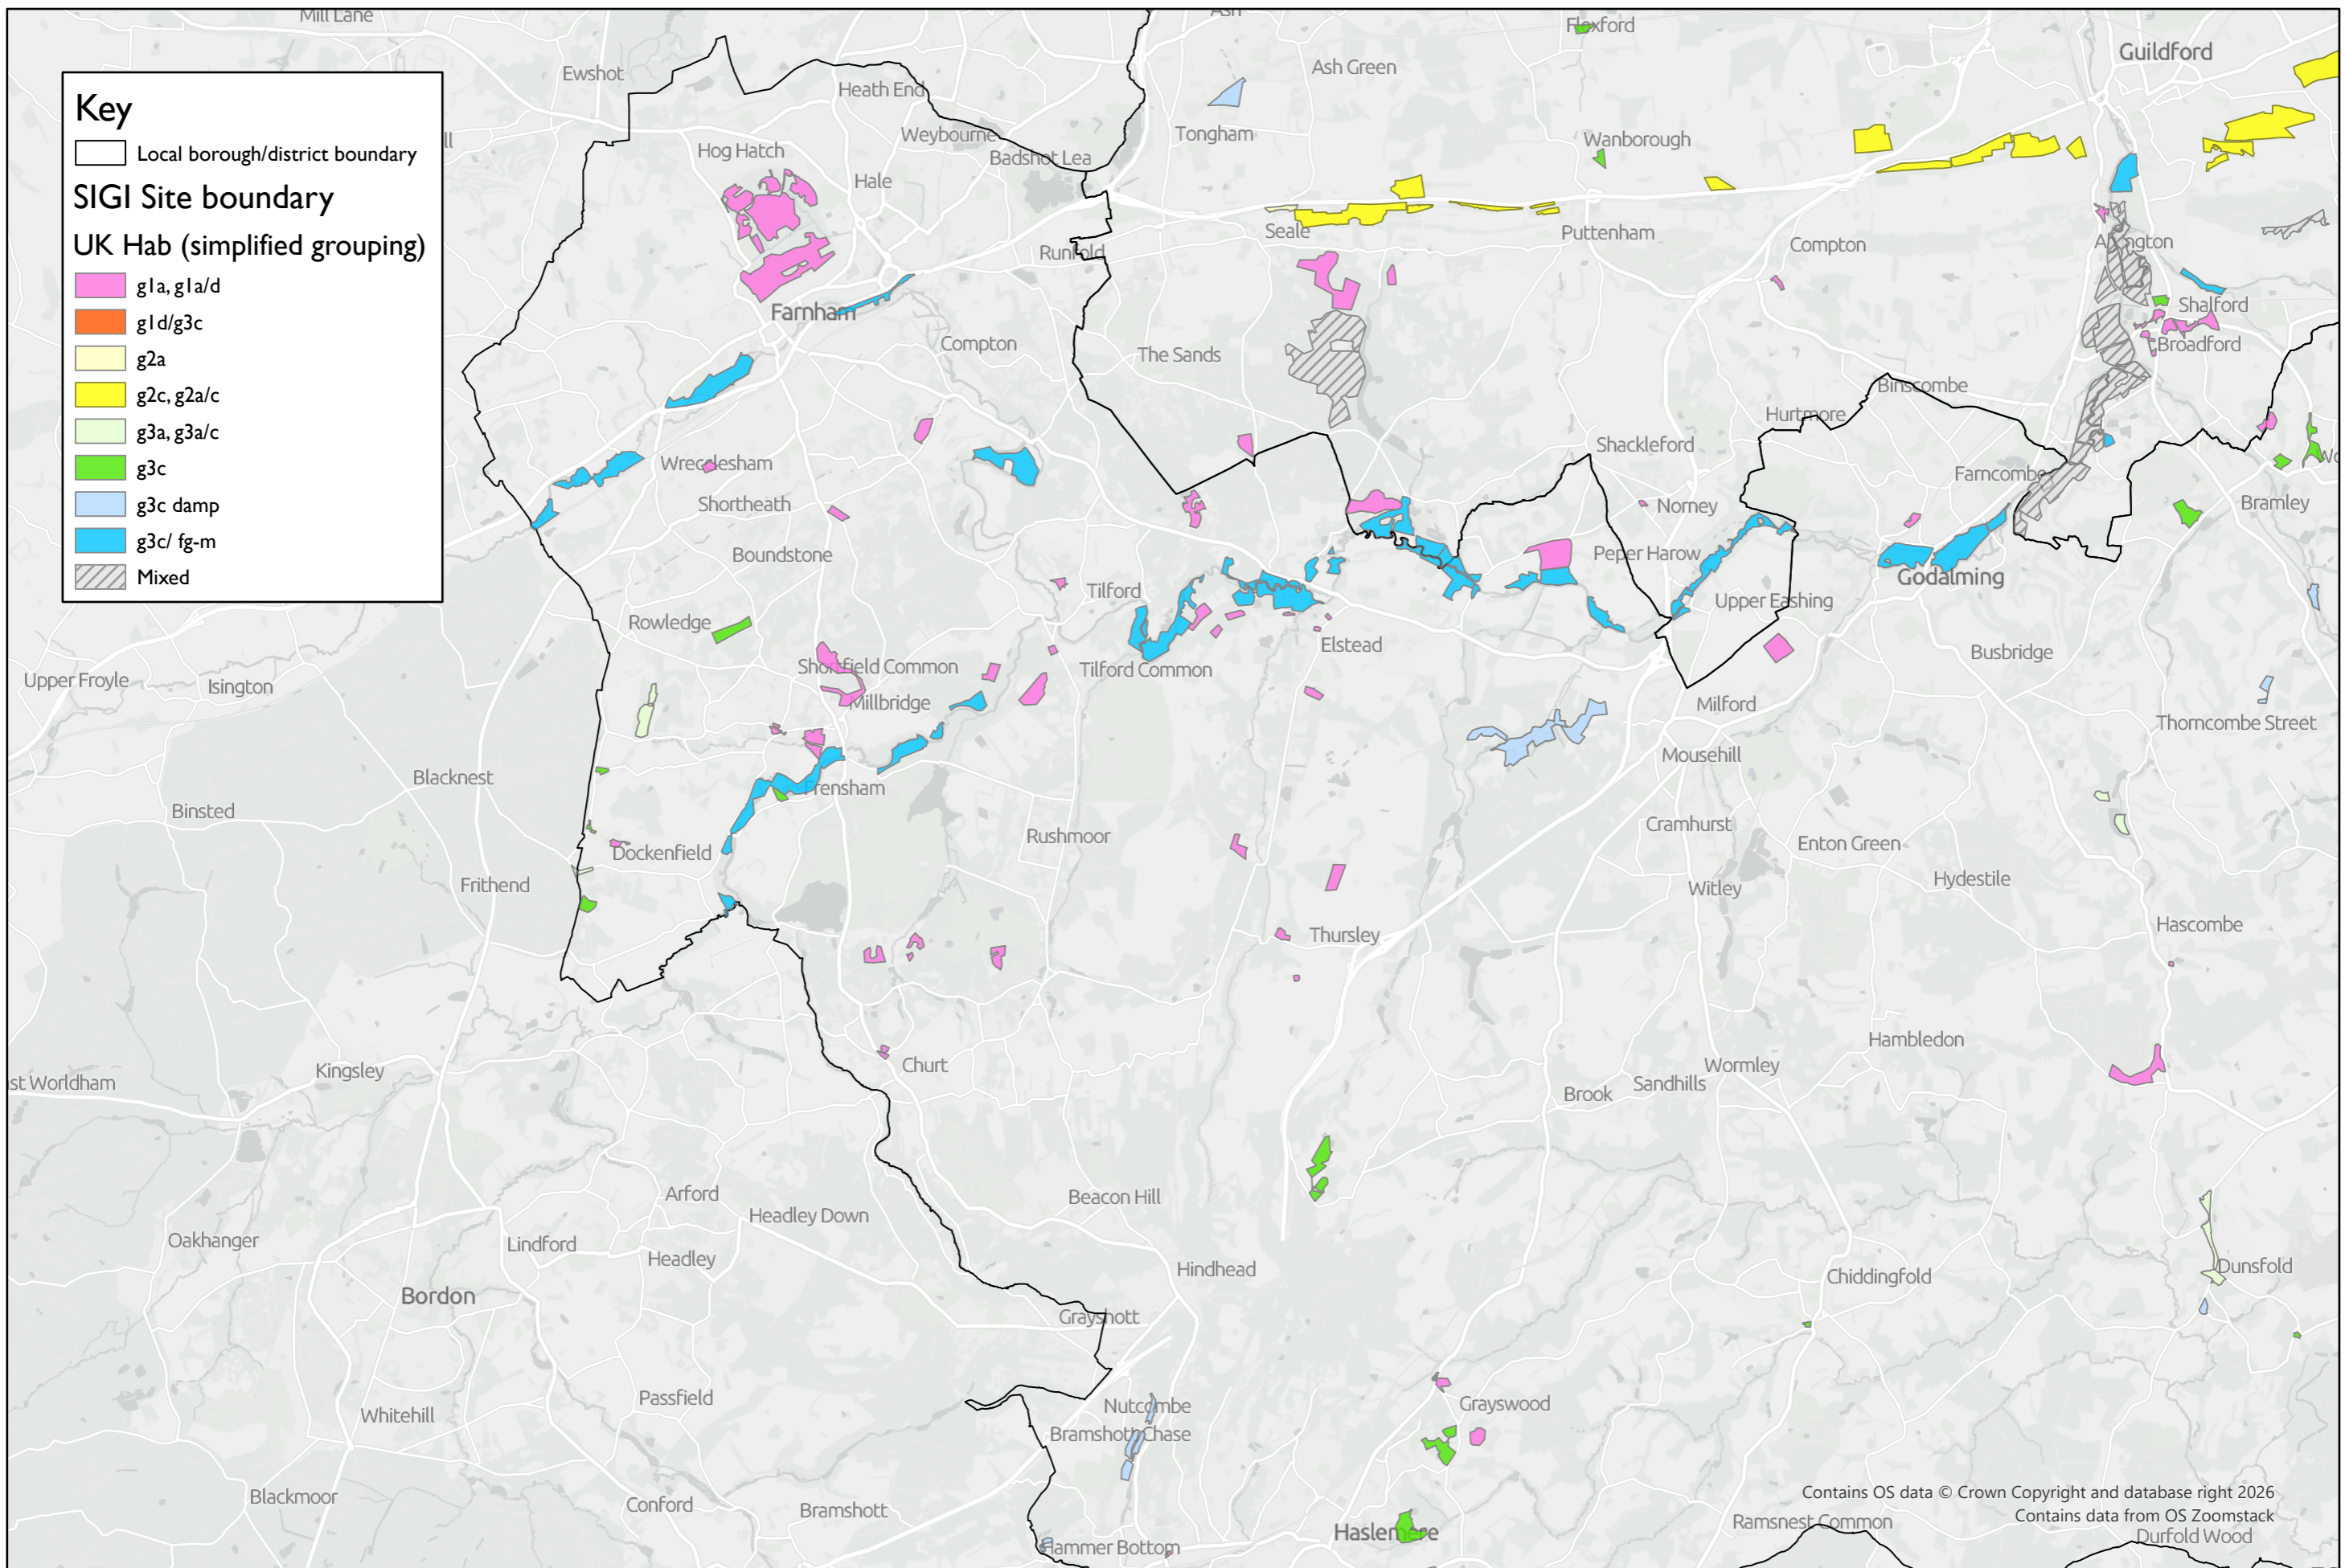 Mill Lane
Ash
Flexford
Guildford
Ewshot
Ash Green
Heath End
Key
Local borough/district boundary
SIGI Site boundary
UK Hab (simplified grouping)
g1a, g1a/d
g1d/g3c
g2a
g2c, g2a/c
g3a, g3a/c
g3c
g3c damp
g3c/ fg-m
Mixed
Weybourne
Tongham
Wanborough
Hog Hatch
Badshot Lea
Hale
Seale
Puttenham
Compton
Runfold
Shalford
Farnham
Compton
The Sands
Broadford
Binscombe
Hurtmore
Shackleford
Wrecclesham
Farncombe
Shortheath
Norney
Bramley
Boundstone
Peper Harow
Godalming
Tilford
Upper Eashing
Rowledge
Elstead
Busbridge
Shortfield Common
Tilford Common
Upper Froyle
Isington
Millbridge
Milford
Thorncombe Street
Mousehill
Blacknest
Frensham
Binsted
Rushmoor
Cramhurst
Enton Green
Dockenfield
Frithend
Witley
Hydestile
Thursley
Hascombe
Hambledon
Kingsley
Churt
Wormley
st Worldham
Sandhills
Brook
Arford
Beacon Hill
Headley Down
Oakhanger
Lindford
Headley
Hindhead
Dunsfold
Chiddingfold
Bordon
Grayshott
Passfield
Nutcombe
Grayswood
Whitehill
Bramshott Chase
Blackmoor
Conford
Bramshott
Haslemere
Hammer Bottom
Ramsnest Common
Durfold Wood
Contains OS data © Crown Copyright and database right 2026
Contains data from OS Zoomstack